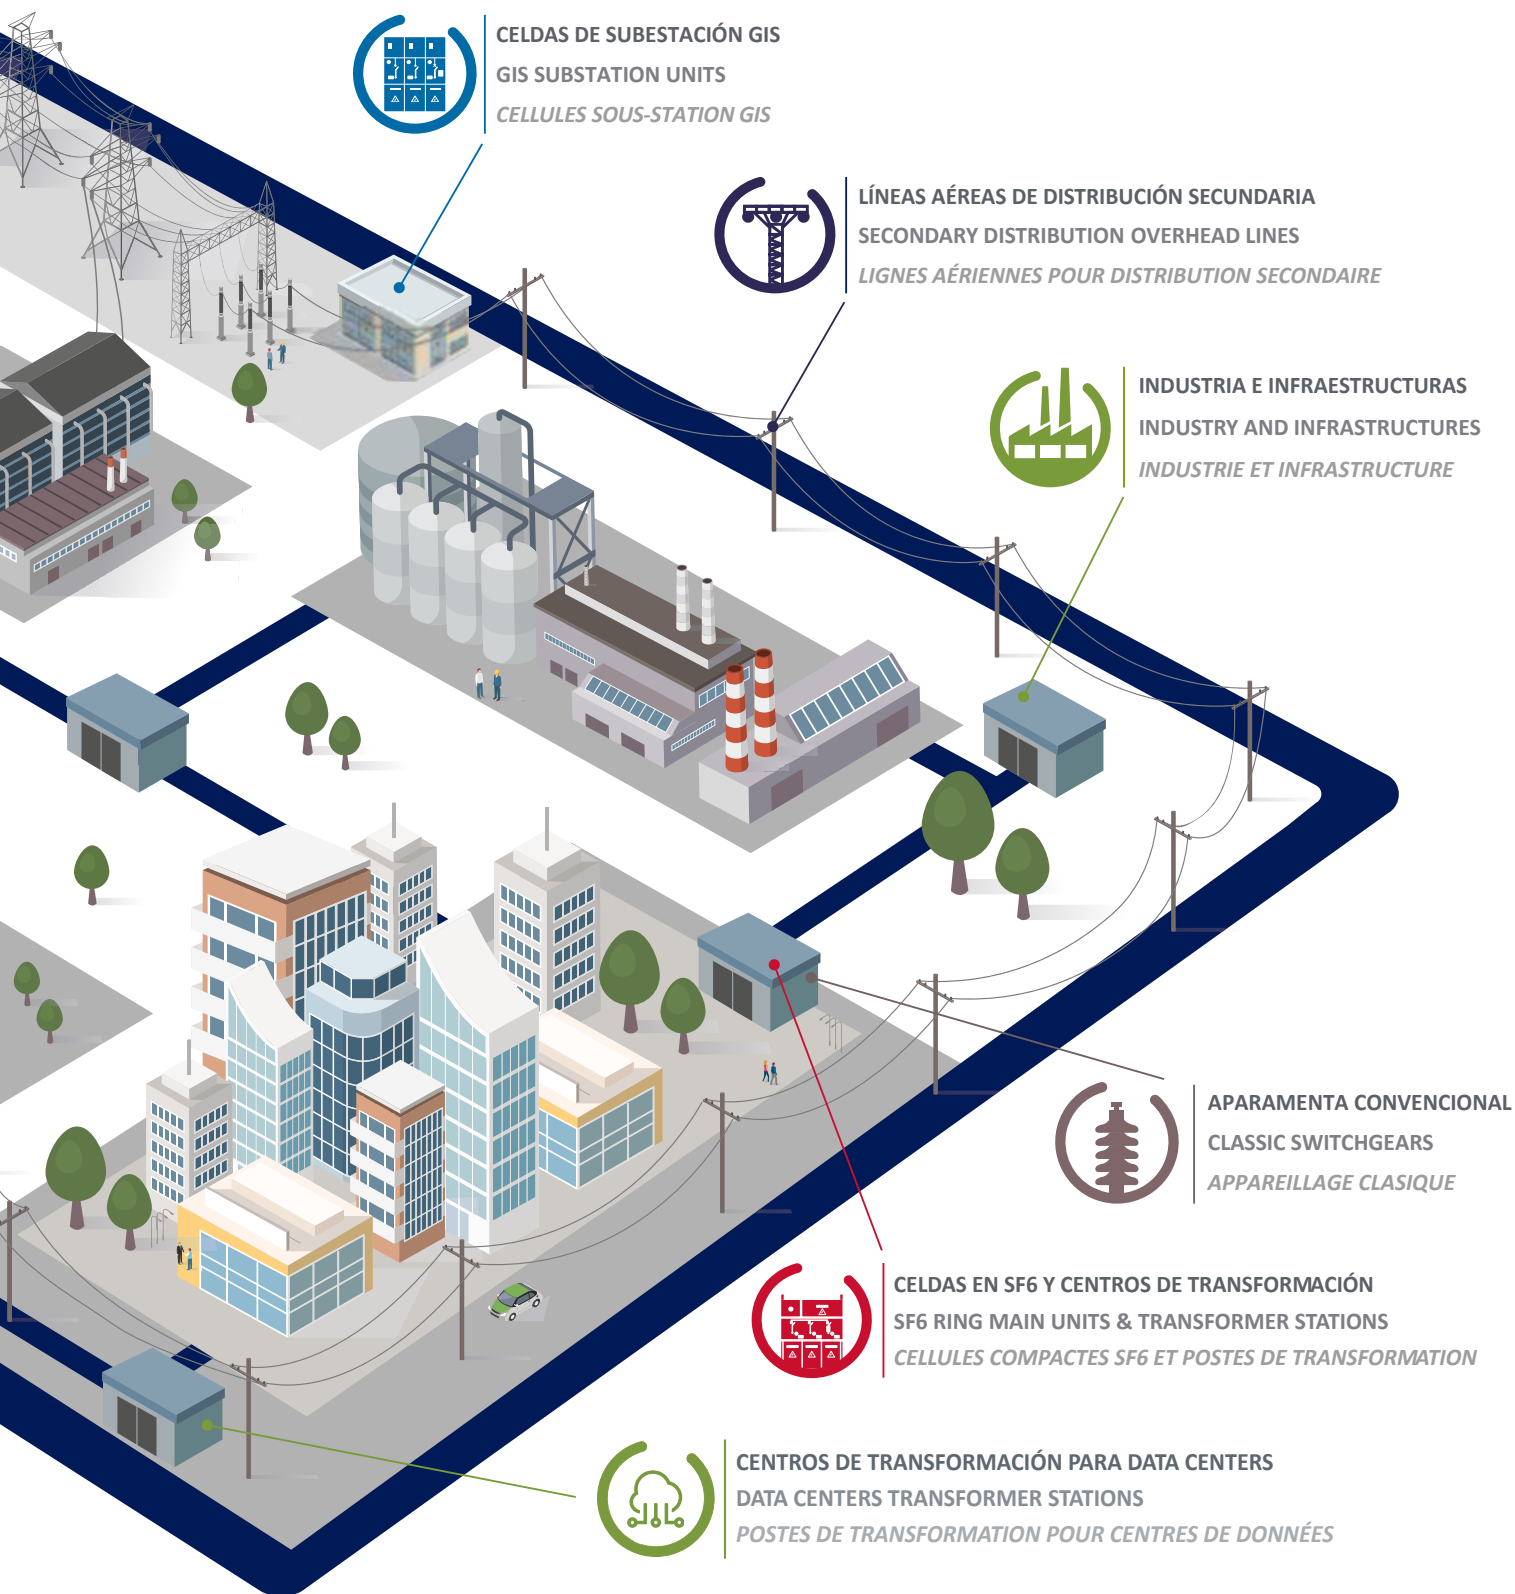 CELDAS DE SUBESTACIÓN GIS
GIS SUBSTATION UNITS
CELLULES SOUS-STATION GIS
LÍNEAS AÉREAS DE DISTRIBUCIÓN SECUNDARIA
SECONDARY DISTRIBUTION OVERHEAD LINES
LIGNES AÉRIENNES POUR DISTRIBUTION SECONDAIRE
INDUSTRIA E INFRAESTRUCTURAS
INDUSTRY AND INFRASTRUCTURES
INDUSTRIE ET INFRASTRUCTURE
APARAMENTA CONVENCIONAL
CLASSIC SWITCHGEARS
APPAREILLAGE CLASIQUE
CELDAS EN SF6 Y CENTROS DE TRANSFORMACIÓN
SF6 RING MAIN UNITS & TRANSFORMER STATIONS
CELLULES COMPACTES SF6 ET POSTES DE TRANSFORMATION
CENTROS DE TRANSFORMACIÓN PARA DATA CENTERS
DATA CENTERS TRANSFORMER STATIONS
POSTES DE TRANSFORMATION POUR CENTRES DE DONNÉES